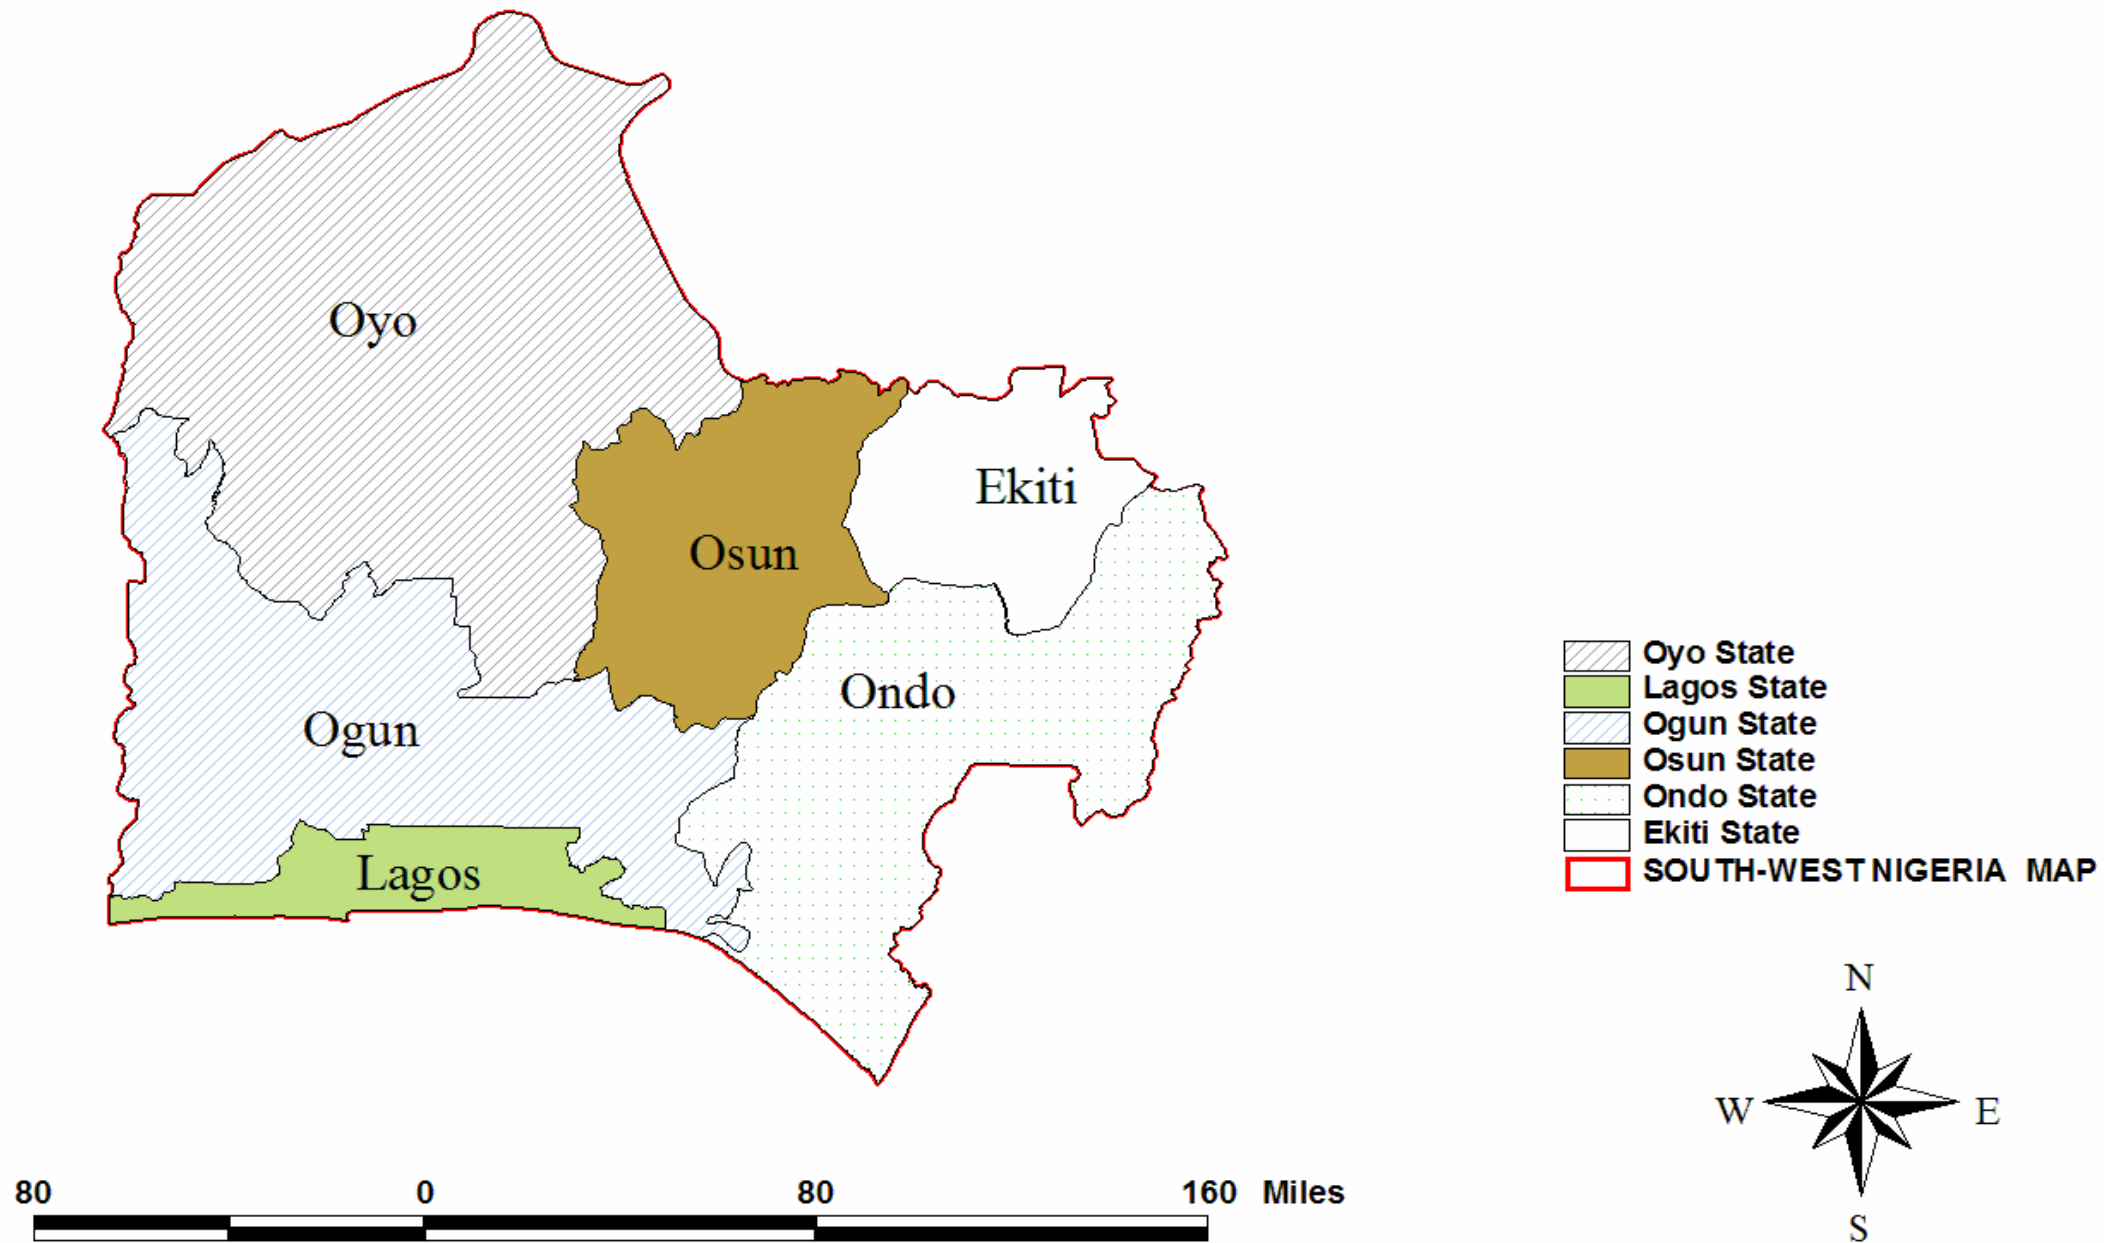 Oyo
Ekiti
Osun
Ondo
Ogun
Lagos
Oyo State
Lagos State
Ogun State
Osun State
Ondo State
Ekiti State
SOUTH-WEST NIGERIA MAP
N
W E
S
80 0 80 160 Miles